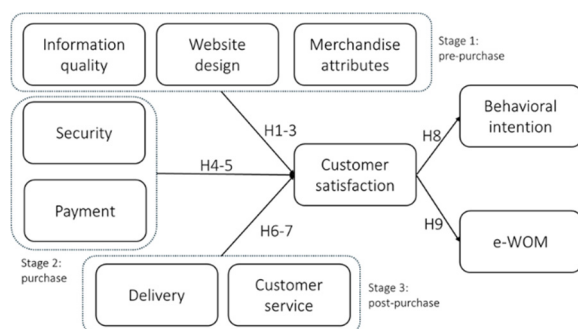 Information
quality
Website
design
Merchandise
attributes
Stage 1:
pre-purchase
Security
Payment
H1-3
H4-5
H6-7
Customer
satisfaction
H8
H9
Behavioral
intention
e-WOM
Stage 2:
purchase
Delivery
Customer
service
Stage 3:
post-purchase